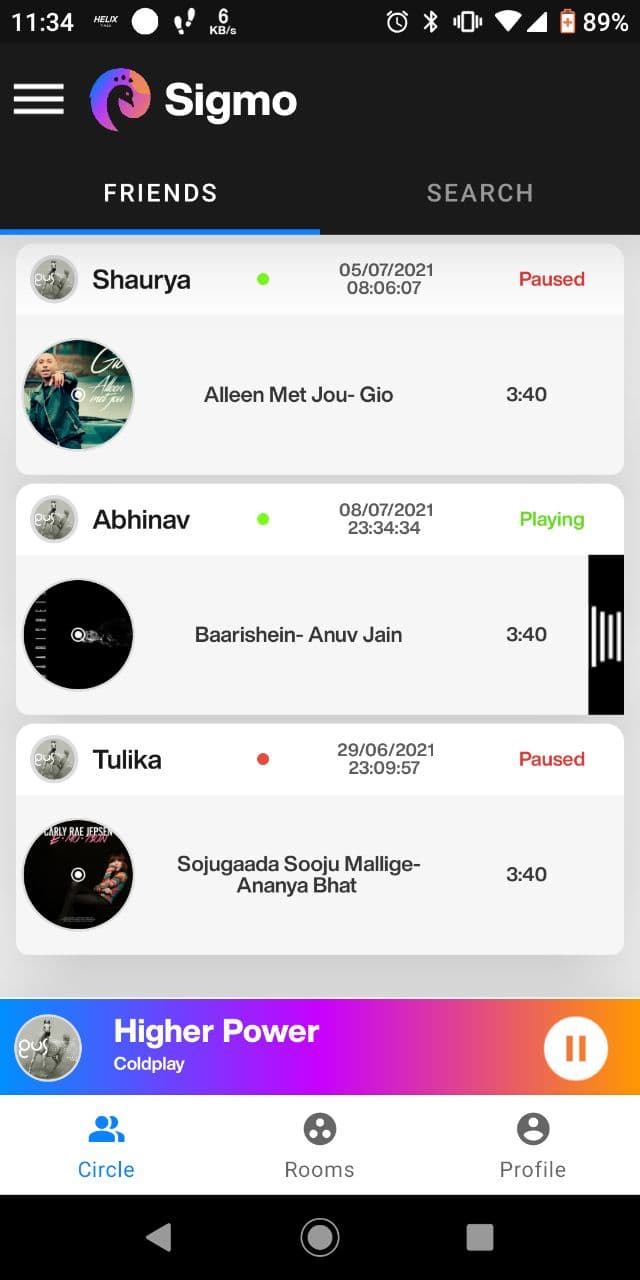 11:34 HELIX 6 KB/s 89%
Sigmo
FRIENDS SEARCH
Shaurya 05/07/2021 08:06:07 Paused
Gio
Alleen
met jou
Alleen Met Jou- Gio 3:40
Abhinav 08/07/2021 23:34:34 Playing
Baarishein- Anuv Jain 3:40
Tulika 29/06/2021 23:09:57 Paused
CARLY RAE JEPSEN
E•MO•TION
Sojugaada Sooju Mallige-
Ananya Bhat 3:40
Higher Power
Coldplay
Circle Rooms Profile